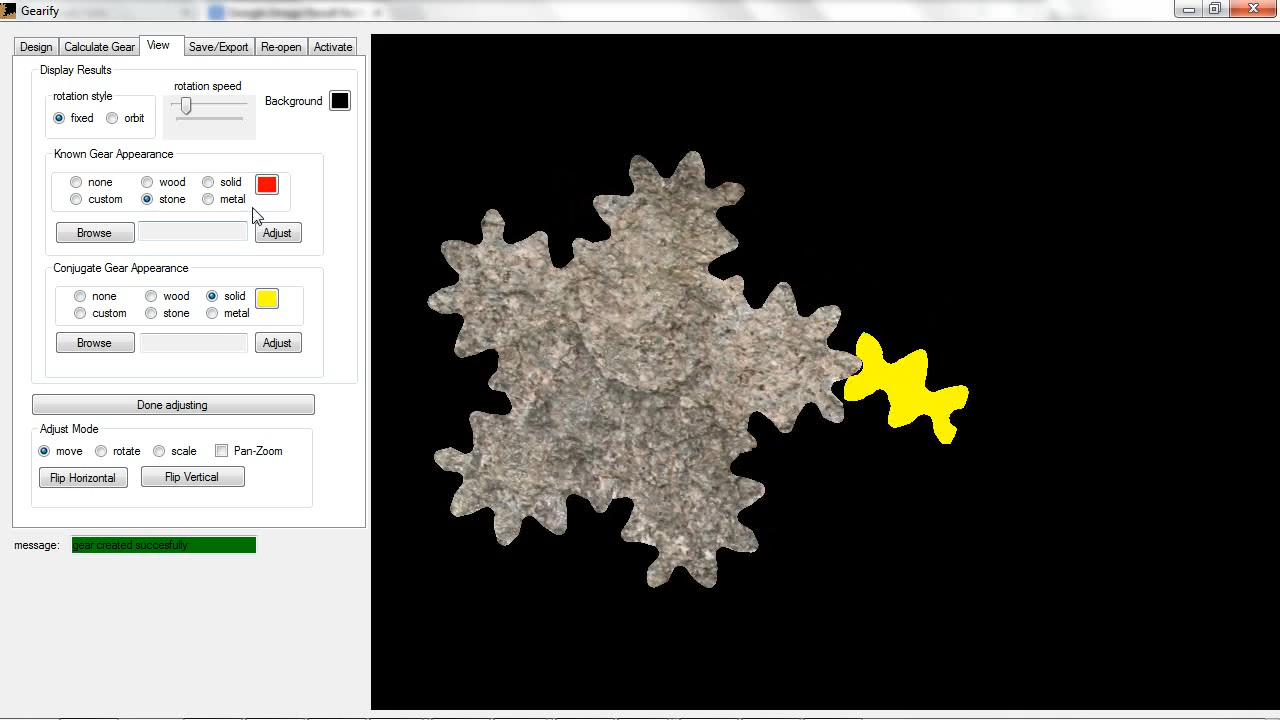 Gearify
Design Calculate Gear View Save/Export Re-open Activate
Display Results
rotation style
fixed orbit
rotation speed
Background
Known Gear Appearance
none wood solid
custom stone metal
Browse Adjust
Conjugate Gear Appearance
none wood solid
custom stone metal
Browse Adjust
Done adjusting
Adjust Mode
move rotate scale Pan-Zoom
Flip Horizontal Flip Vertical
message: gear created succesfully